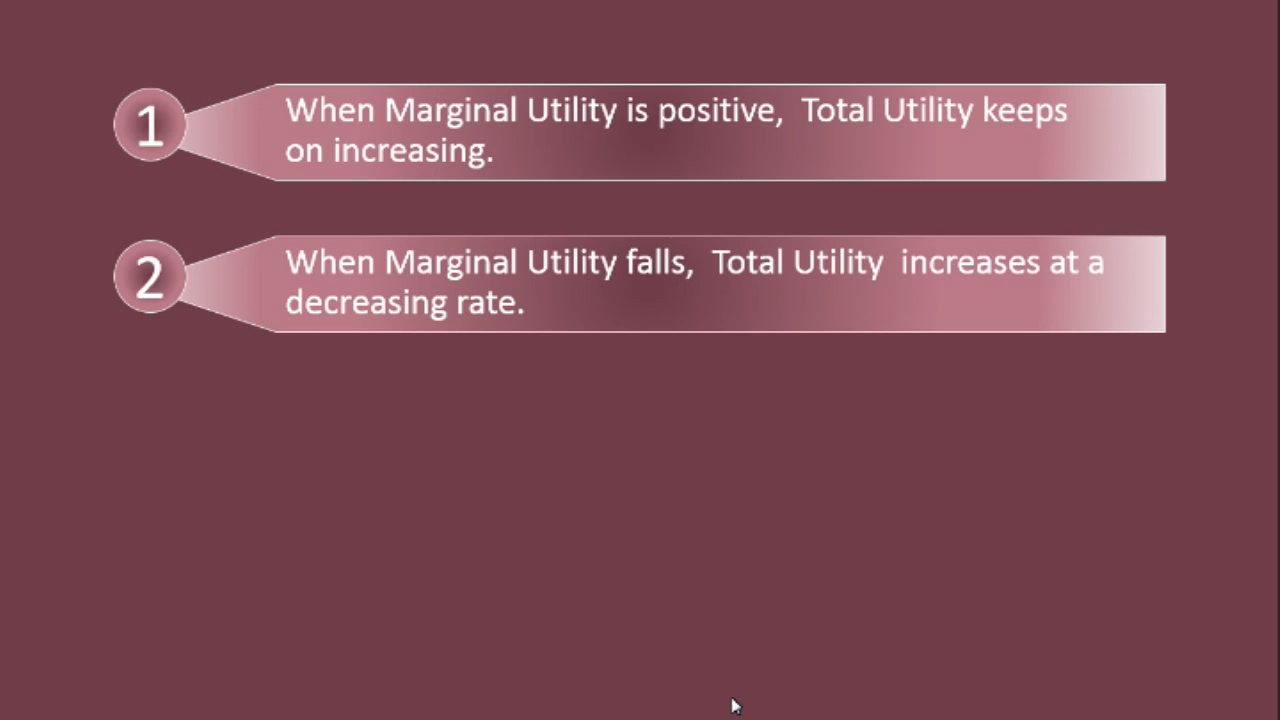 1
When Marginal Utility is positive,  Total Utility keeps
on increasing.
2
When Marginal Utility falls,  Total Utility  increases at a
decreasing rate.